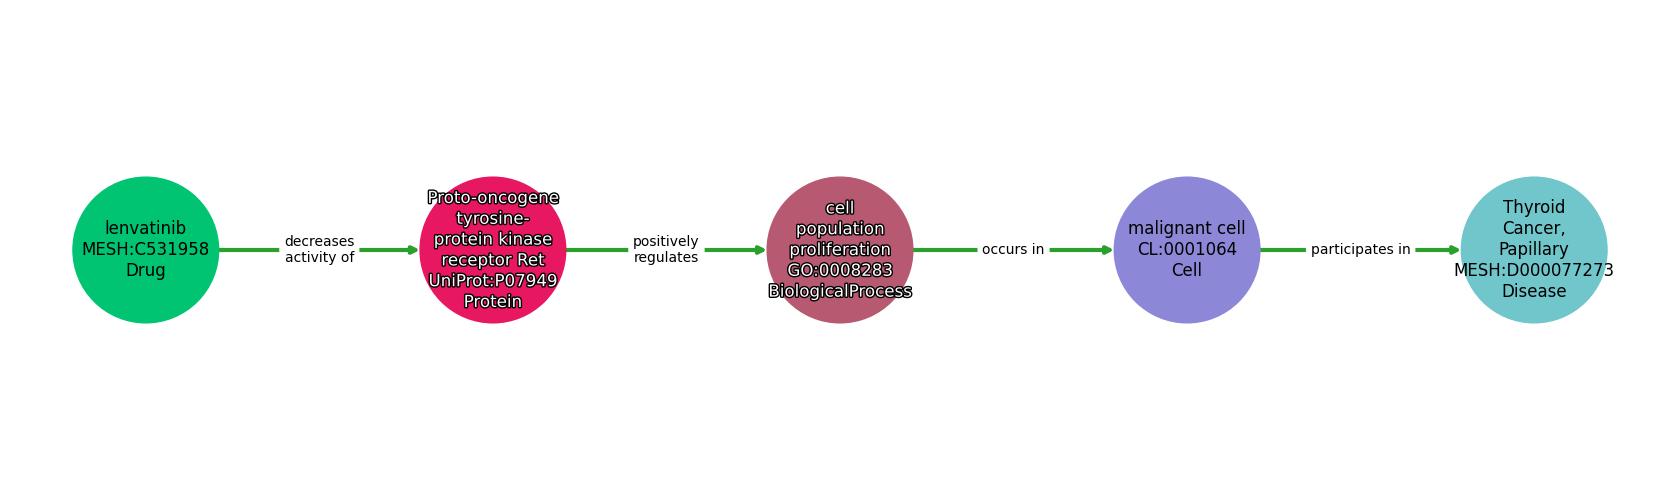 lenvatinib
MESH:C531958
Drug
decreases
activity of
Proto-oncogene
tyrosine-
protein kinase
receptor Ret
UniProt:P07949
Protein
positively
regulates
cell
population
proliferation
GO:0008283
BiologicalProcess
occurs in
malignant cell
CL:0001064
Cell
participates in
Thyroid
Cancer,
Papillary
MESH:D000077273
Disease